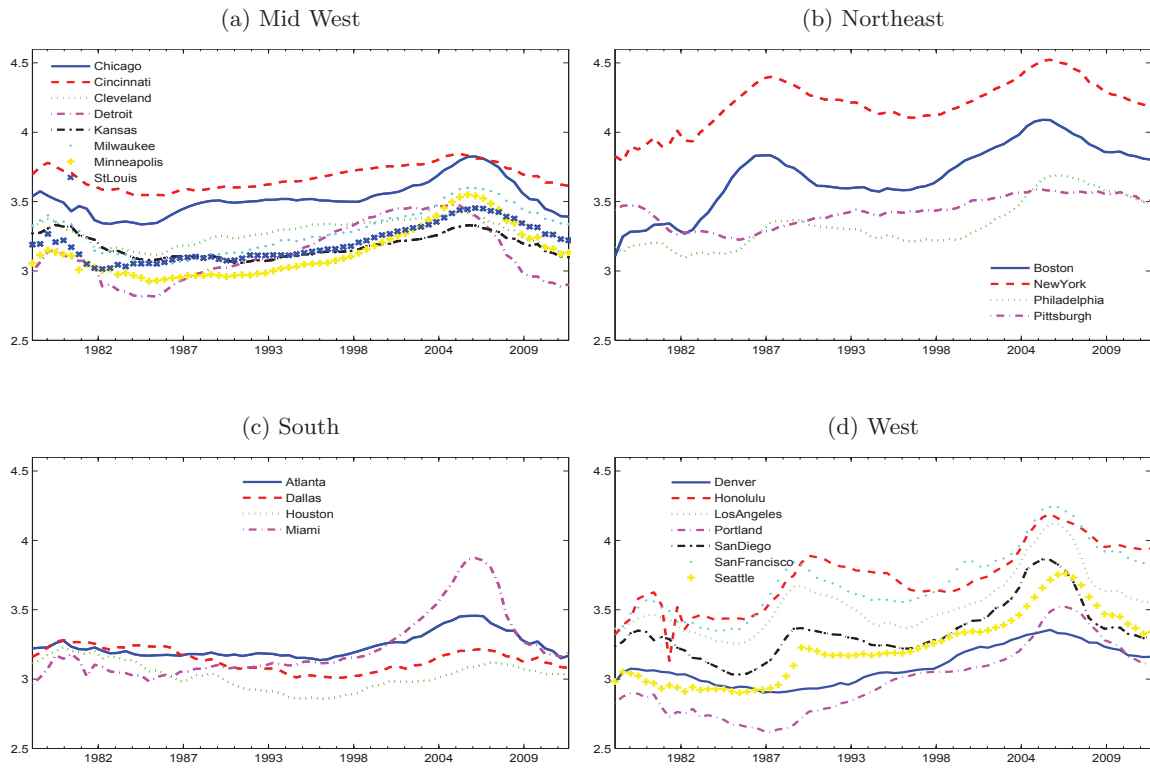 (a) Mid West
4.5
4
3.5
3
2.5
Chicago
Cincinnati
Cleveland
Detroit
Kansas
Milwaukee
Minneapolis
StLouis
1982 1987 1993 1998 2004 2009
(b) Northeast
4.5
4
3.5
3
2.5
Boston
NewYork
Philadelphia
Pittsburgh
1982 1987 1993 1998 2004 2009
(c) South
4.5
4
3.5
3
2.5
Atlanta
Dallas
Houston
Miami
1982 1987 1993 1998 2004 2009
(d) West
4.5
4
3.5
3
2.5
Denver
Honolulu
LosAngeles
Portland
SanDiego
SanFrancisco
Seattle
1982 1987 1993 1998 2004 2009